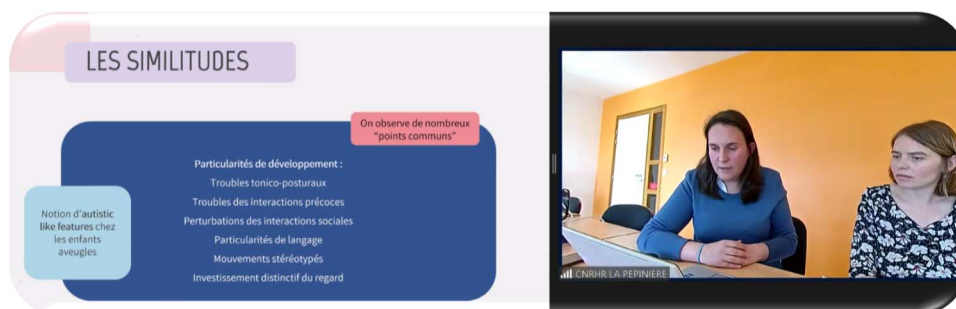 LES SIMILITUDES
On observe de nombreux
"points communs"
Particularités de développement :
Troubles tonico-posturaux
Troubles des interactions précoces
Perturbations des interactions sociales
Particularités de langage
Mouvements stéréotypés
Investissement distinctif du regard
Notion d'autistic
like features chez
les enfants
aveugles
CNRHR LA PEPINIERE